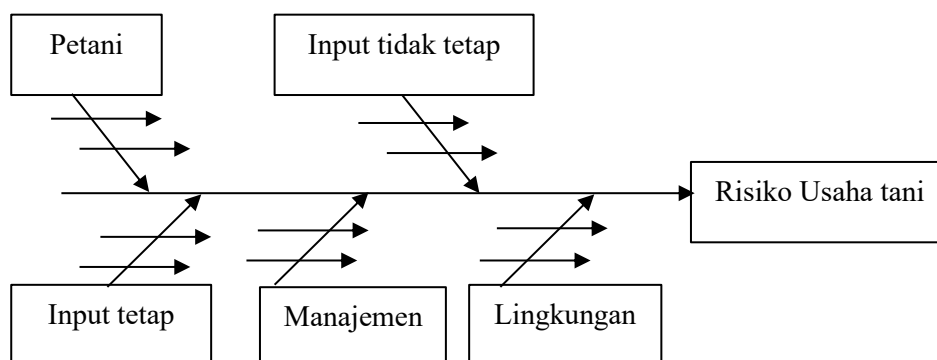 Petani
Input tidak tetap
Risiko Usaha tani
Input tetap
Manajemen
Lingkungan